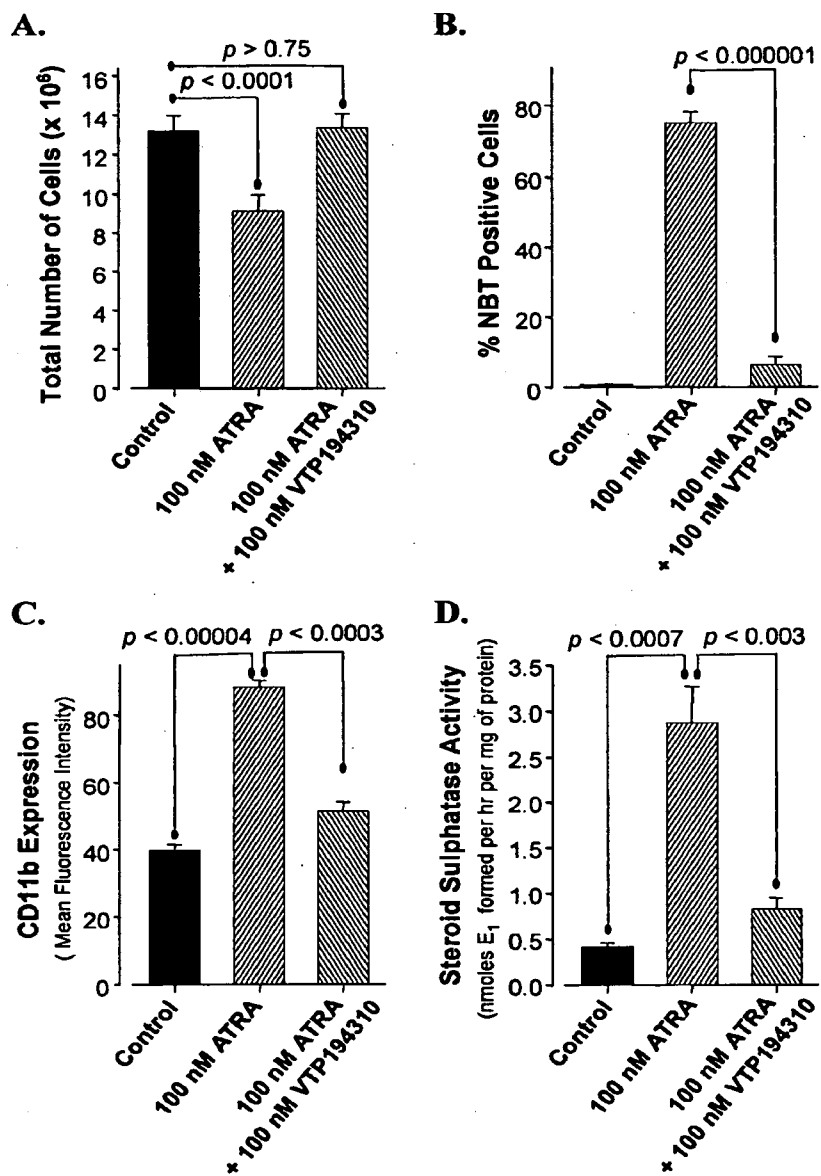 A.
p > 0.75
p < 0.0001
Total Number of Cells (x 10⁶)
16
14
12
10
8
6
4
2
0
Control
100 nM ATRA
100 nM ATRA
+ 100 nM VTP194310
B.
p < 0.000001
% NBT Positive Cells
80
60
40
20
0
Control
100 nM ATRA
100 nM ATRA
+ 100 nM VTP194310
C.
p < 0.00004
p < 0.0003
CD11b Expression
( Mean Fluorescence Intensity)
80
60
40
20
0
Control
100 nM ATRA
100 nM ATRA
+ 100 nM VTP194310
D.
p < 0.0007
p < 0.003
Steroid Sulphatase Activity
(nmoles E₁ formed per hr per mg of protein)
3.5
3.0
2.5
2.0
1.5
1.0
0.5
0.0
Control
100 nM ATRA
100 nM ATRA
+ 100 nM VTP194310